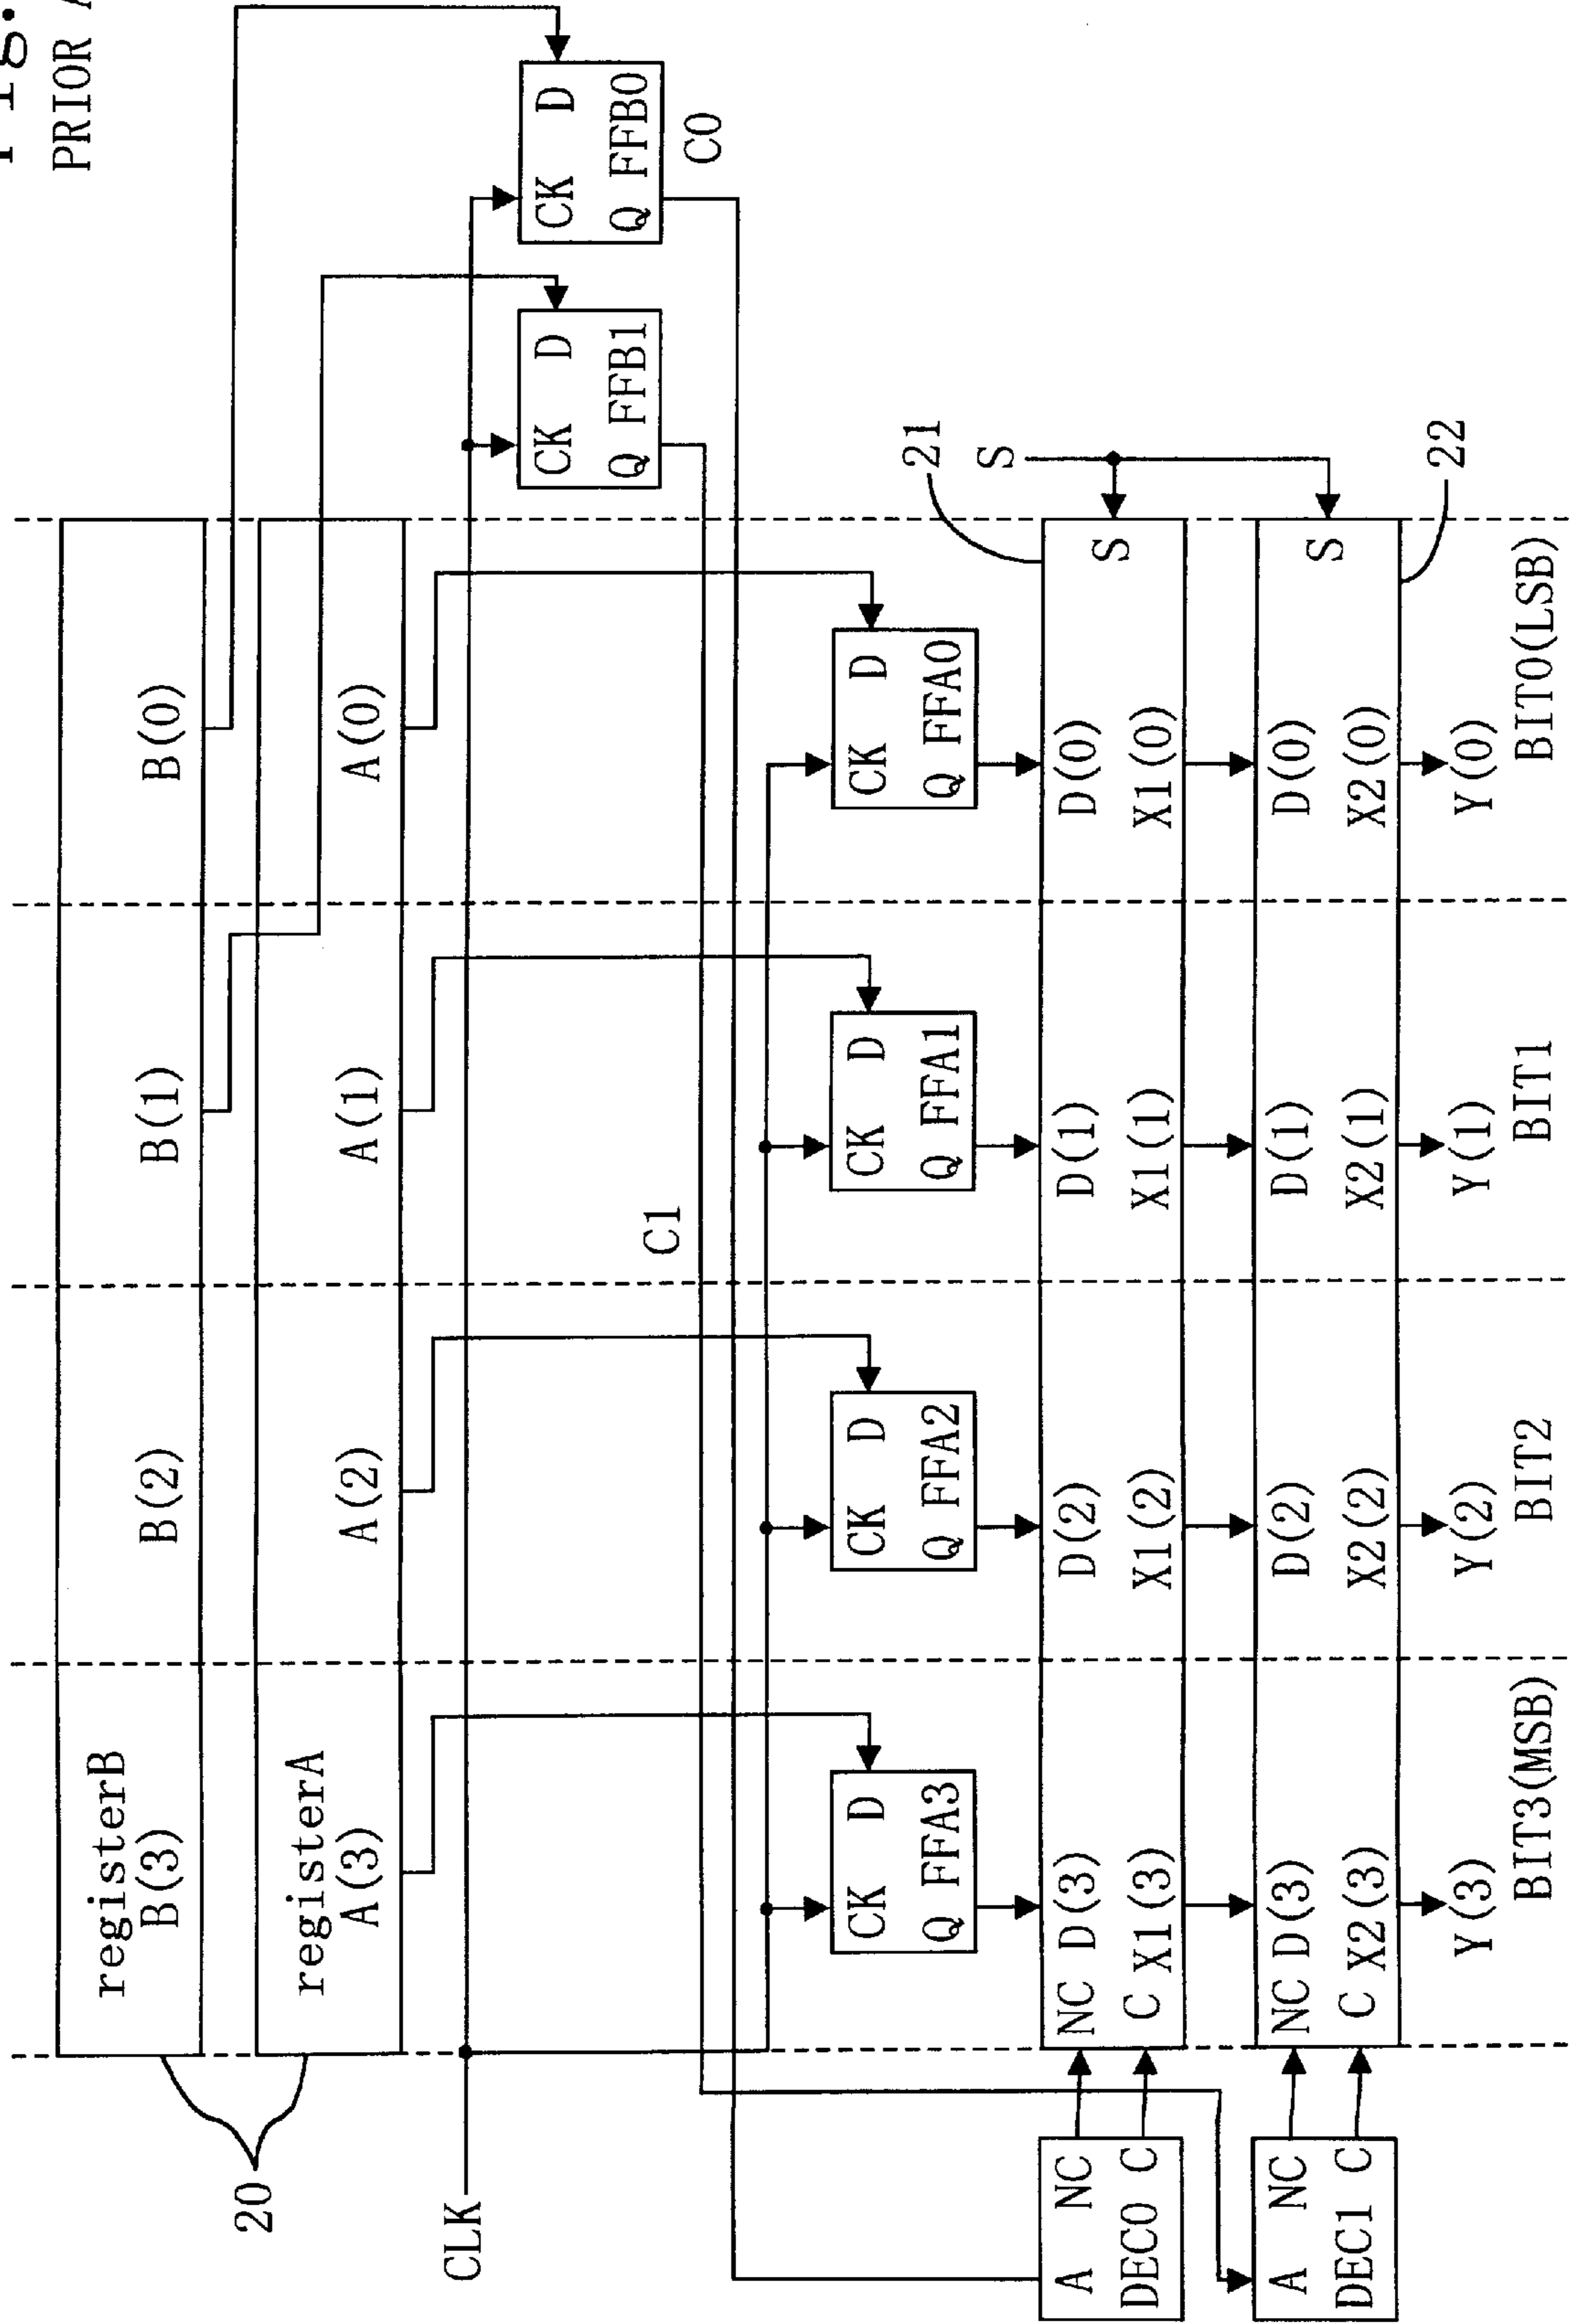 Fig.
PRIOR A
registerB
B(3) B(2) B(1) B(0)
registerA
A(3) A(2) A(1) A(0)
20
CLK
CK D
Q FFB1
CK D
Q FFB0
C0
C1
CK D
Q FFA3
CK D
Q FFA2
CK D
Q FFA1
CK D
Q FFA0
21
S
A NC
DEC0 C
NC D(3) D(2) D(1) D(0) S
C X1(3) X1(2) X1(1) X1(0)
A NC
DEC1 C
NC D(3) D(2) D(1) D(0) S
C X2(3) X2(2) X2(1) X2(0)
22
Y(3) Y(2) Y(1) Y(0)
BIT3(MSB) BIT2 BIT1 BIT0(LSB)